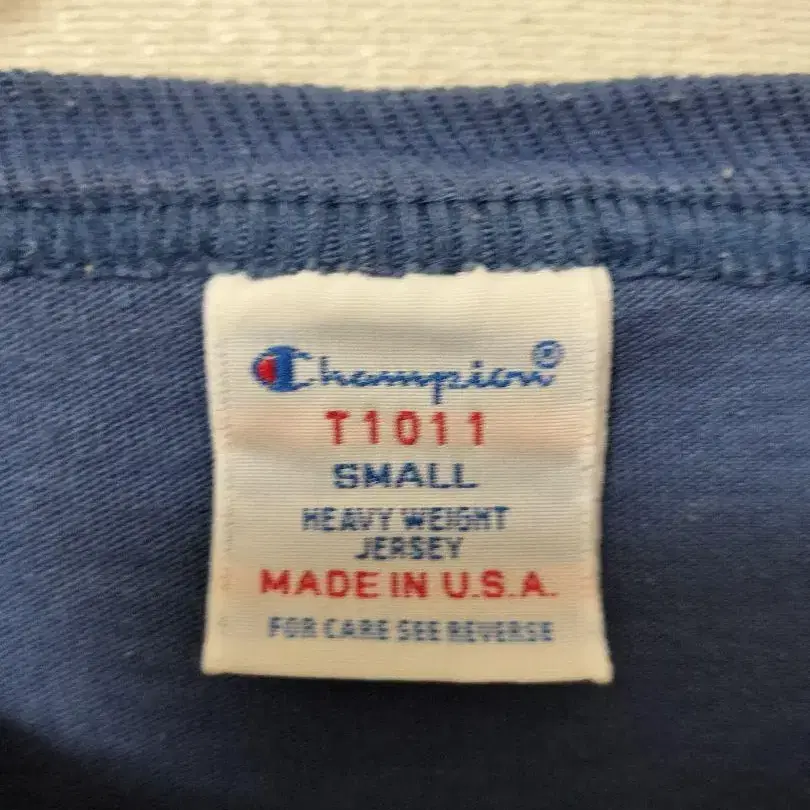 Champion®
T1011
SMALL
HEAVY WEIGHT
JERSEY
MADE IN U.S.A.
FOR CARE SEE REVERSE